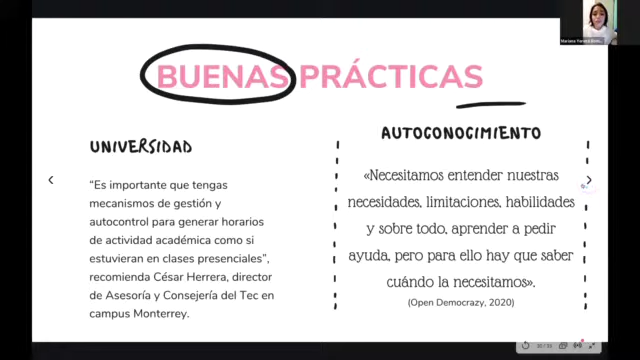 BUENAS PRÁCTICAS
UNIVERSIDAD
“Es importante que tengas
mecanismos de gestión y
autocontrol para generar horarios
de actividad académica como si
estuvieran en clases presenciales”,
recomienda César Herrera, director
de Asesoría y Consejería del Tec en
campus Monterrey.
AUTOCONOCIMIENTO
«Necesitamos entender nuestras
necesidades, limitaciones, habilidades
y sobre todo, aprender a pedir
ayuda, pero para ello hay que saber
cuándo la necesitamos».
(Open Democrazy, 2020)